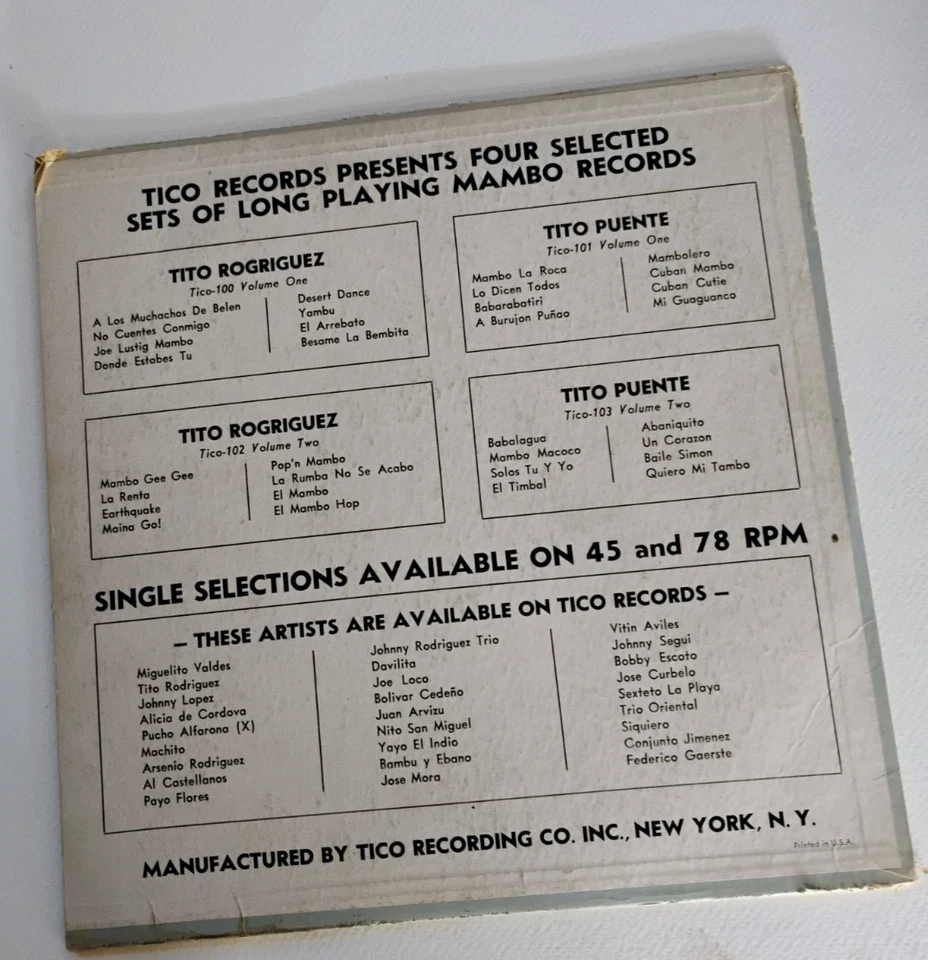 TICO RECORDS PRESENTS FOUR SELECTED
SETS OF LONG PLAYING MAMBO RECORDS
TITO ROGRIGUEZ
Tico-100 Volume One
A Los Muchachos De Belen
No Cuentes Conmigo
Joe Lustig Mambo
Donde Estabes Tu
Desert Dance
Yambu
El Arrebato
Besame La Bembita
TITO PUENTE
Tico-101 Volume One
Mambo La Roca
Lo Dicen Todos
Babarabatiri
A Burujon Puñao
Mambolero
Cuban Mambo
Cuban Cutie
Mi Guaguanco
TITO ROGRIGUEZ
Tico-102 Volume Two
Mambo Gee Gee
La Renta
Earthquake
Maina Go!
Pop'n Mambo
La Rumba No Se Acabo
El Mambo
El Mambo Hop
TITO PUENTE
Tico-103 Volume Two
Babalagua
Mambo Macoco
Solos Tu Y Yo
El Timbal
Abaniquito
Un Corazon
Baile Simon
Quiero Mi Tambo
SINGLE SELECTIONS AVAILABLE ON 45 and 78 RPM
— THESE ARTISTS ARE AVAILABLE ON TICO RECORDS —
Miguelito Valdes
Tito Rodriguez
Johnny Lopez
Alicia de Cordova
Pucho Alfarona (X)
Machito
Arsenio Rodriguez
Al Castellanos
Payo Flores
Johnny Rodriguez Trio
Davilita
Joe Loco
Bolivar Cedeño
Juan Arvizu
Nito San Miguel
Yayo El Indio
Bambu y Ebano
Jose Mora
Vitin Aviles
Johnny Segui
Bobby Escoto
Jose Curbelo
Sexteto La Playa
Trio Oriental
Siquiero
Conjunto Jimenez
Federico Gaerste
MANUFACTURED BY TICO RECORDING CO. INC., NEW YORK, N. Y.
Printed in U.S.A.